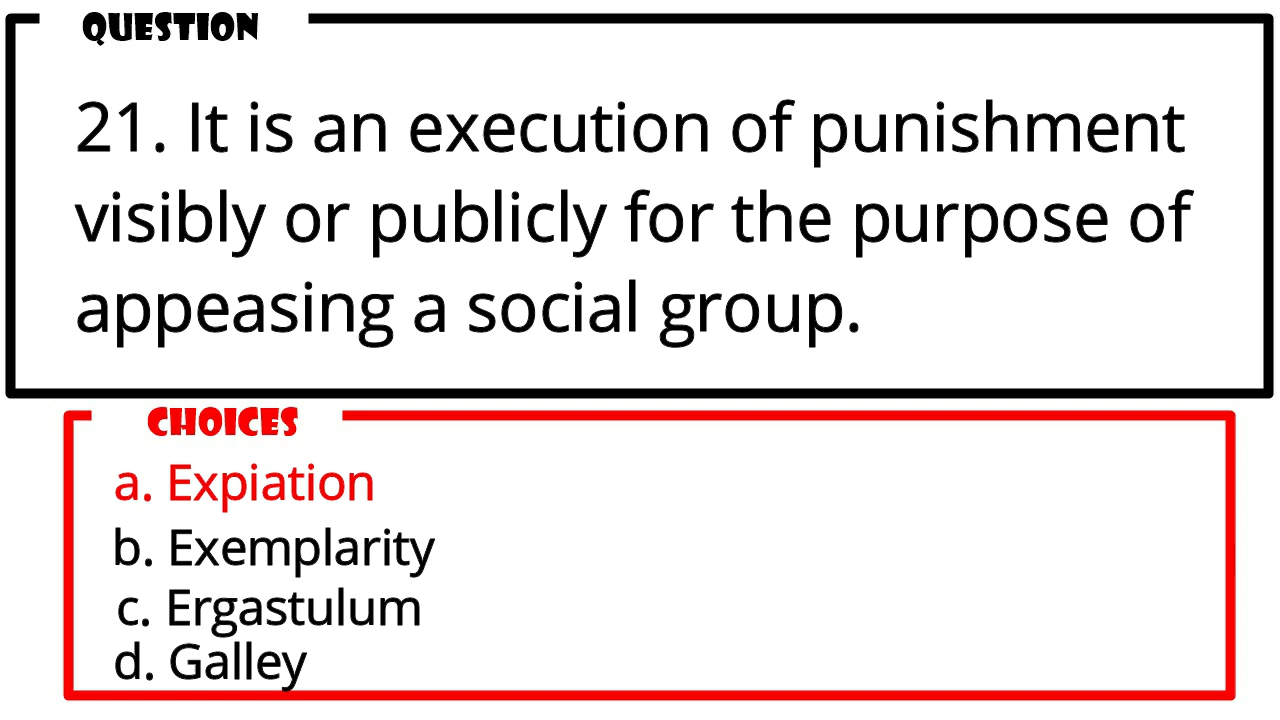 QUESTION
21. It is an execution of punishment
visibly or publicly for the purpose of
appeasing a social group.
CHOICES
a. Expiation
b. Exemplarity
c. Ergastulum
d. Galley